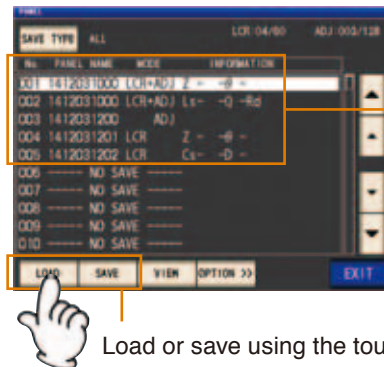 PANEL
SAVE TYPE ALL LCR:04/60 ADJ:003/128
No. PANEL NAME MODE INFORMATION
001 1412031000 LCR+ADJ Z - -θ -
002 1412031000 LCR+ADJ Ls- -Q -Rd
003 1412031200 ADJ
004 1412031201 LCR Z - -θ -
005 1412031202 LCR Cs- -D -
006 ----- NO SAVE -----
007 ----- NO SAVE -----
008 ----- NO SAVE -----
009 ----- NO SAVE -----
010 ----- NO SAVE -----
LOAD SAVE VIEW OPTION >> EXIT
Load or save using the tou